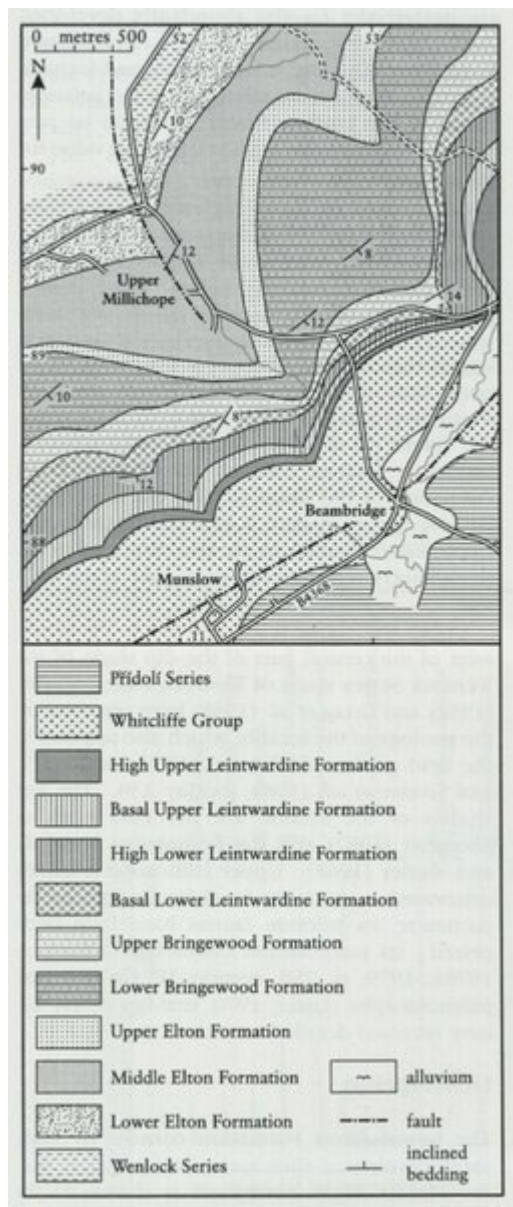 0 metres 500
52
53
N
10
90
12
Upper
Millichope
8
14
12
89
10
8
12
Beambridge
88
Munslow
B4368
11
Přídolí Series
Whitcliffe Group
High Upper Leintwardine Formation
Basal Upper Leintwardine Formation
High Lower Leintwardine Formation
Basal Lower Leintwardine Formation
Upper Bringewood Formation
Lower Bringewood Formation
Upper Elton Formation
Middle Elton Formation
alluvium
Lower Elton Formation
fault
Wenlock Series
inclined
bedding